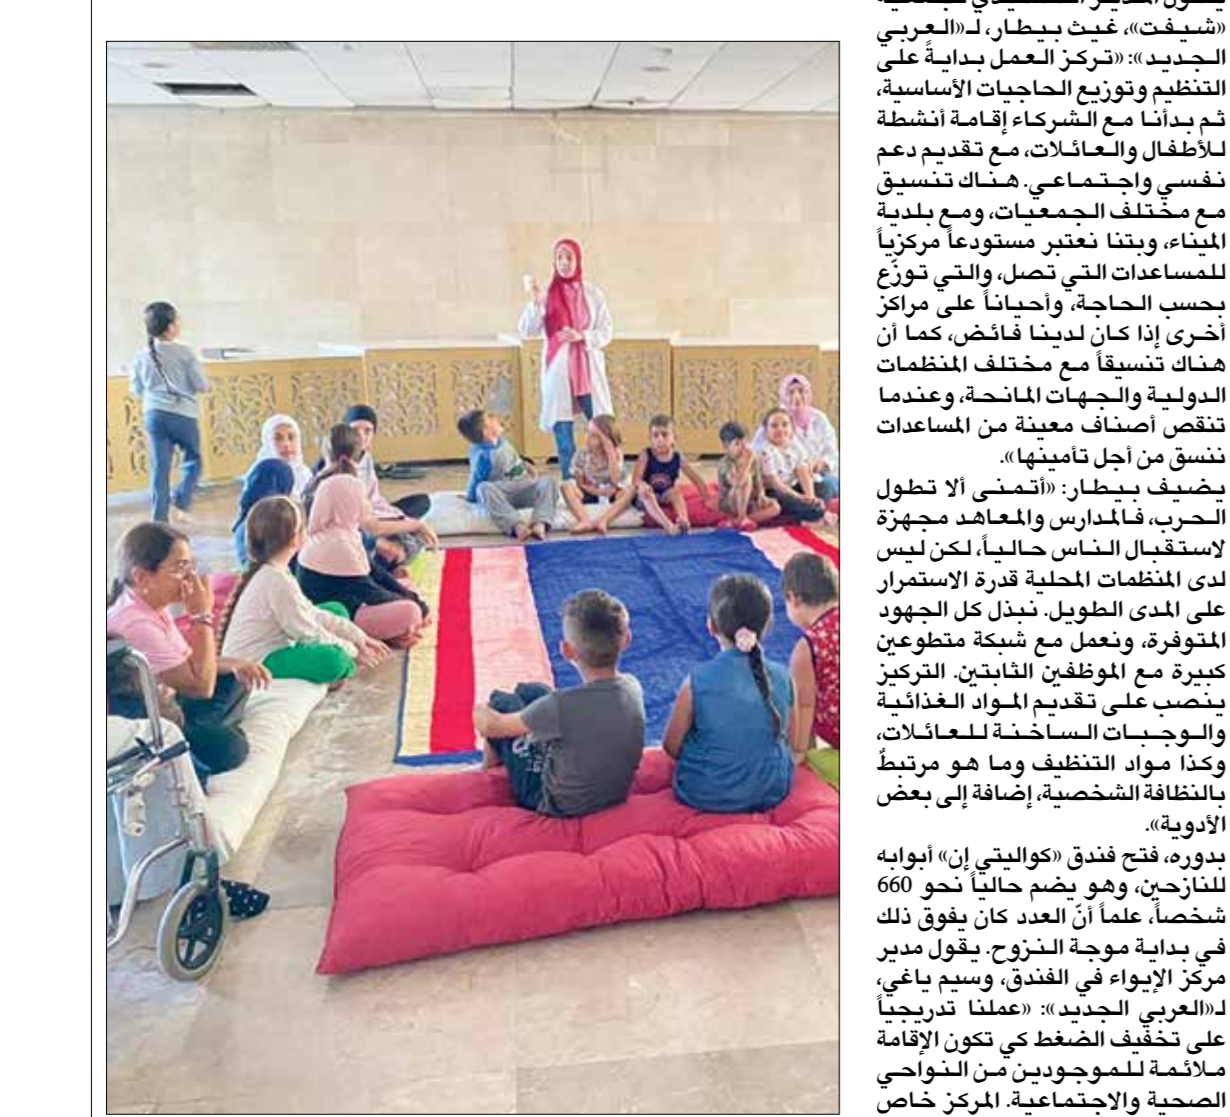 «شيفت»، غيث بيطار، لـ«العربي
الجديد»: «تركز العمل بدايةً على
التنظيم وتوزيع الحاجيات الأساسية،
ثم بدأنا مع الشركاء إقامة أنشطة
للأطفال والعائلات، مع تقديم دعم
نفسي واجتماعي. هناك تنسيق
مع مختلف الجمعيات، ومع بلدية
الميناء، وبتنا نعتبر مستودعاً مركزياً
للمساعدات التي تصل، والتي توزّع
بحسب الحاجة، وأحياناً على مراكز
أخرى إذا كان لدينا فائض، كما أن
هناك تنسيقاً مع مختلف المنظمات
الدولية والجهات المانحة، وعندما
تنقص أصناف معينة من المساعدات
ننسق من أجل تأمينها».
يضيف بيطار: «أتمنى ألا تطول
الحرب، فالمدارس والمعاهد مجهزة
لاستقبال الناس حالياً، لكن ليس
لدى المنظمات المحلية قدرة الاستمرار
على المدى الطويل. نبذل كل الجهود
المتوفرة، ونعمل مع شبكة متطوعين
كبيرة مع الموظفين الثابتين. التركيز
ينصب على تقديم المواد الغذائية
والوجبات الساخنة للعائلات،
وكذا مواد التنظيف وما هو مرتبطٌ
بالنظافة الشخصية، إضافة إلى بعض
الأدوية».
بدوره، فتح فندق «كواليتي إن» أبوابه
للنازحين، وهو يضم حالياً نحو 660
شخصاً، علماً أنّ العدد كان يفوق ذلك
في بداية موجة النزوح. يقول مدير
مركز الإيواء في الفندق، وسيم ياغي،
لـ«العربي الجديد»: «عملنا تدريجياً
على تخفيف الضغط كي تكون الإقامة
ملائمة للموجودين من النواحي
الصحية والاجتماعية. المركز خاص